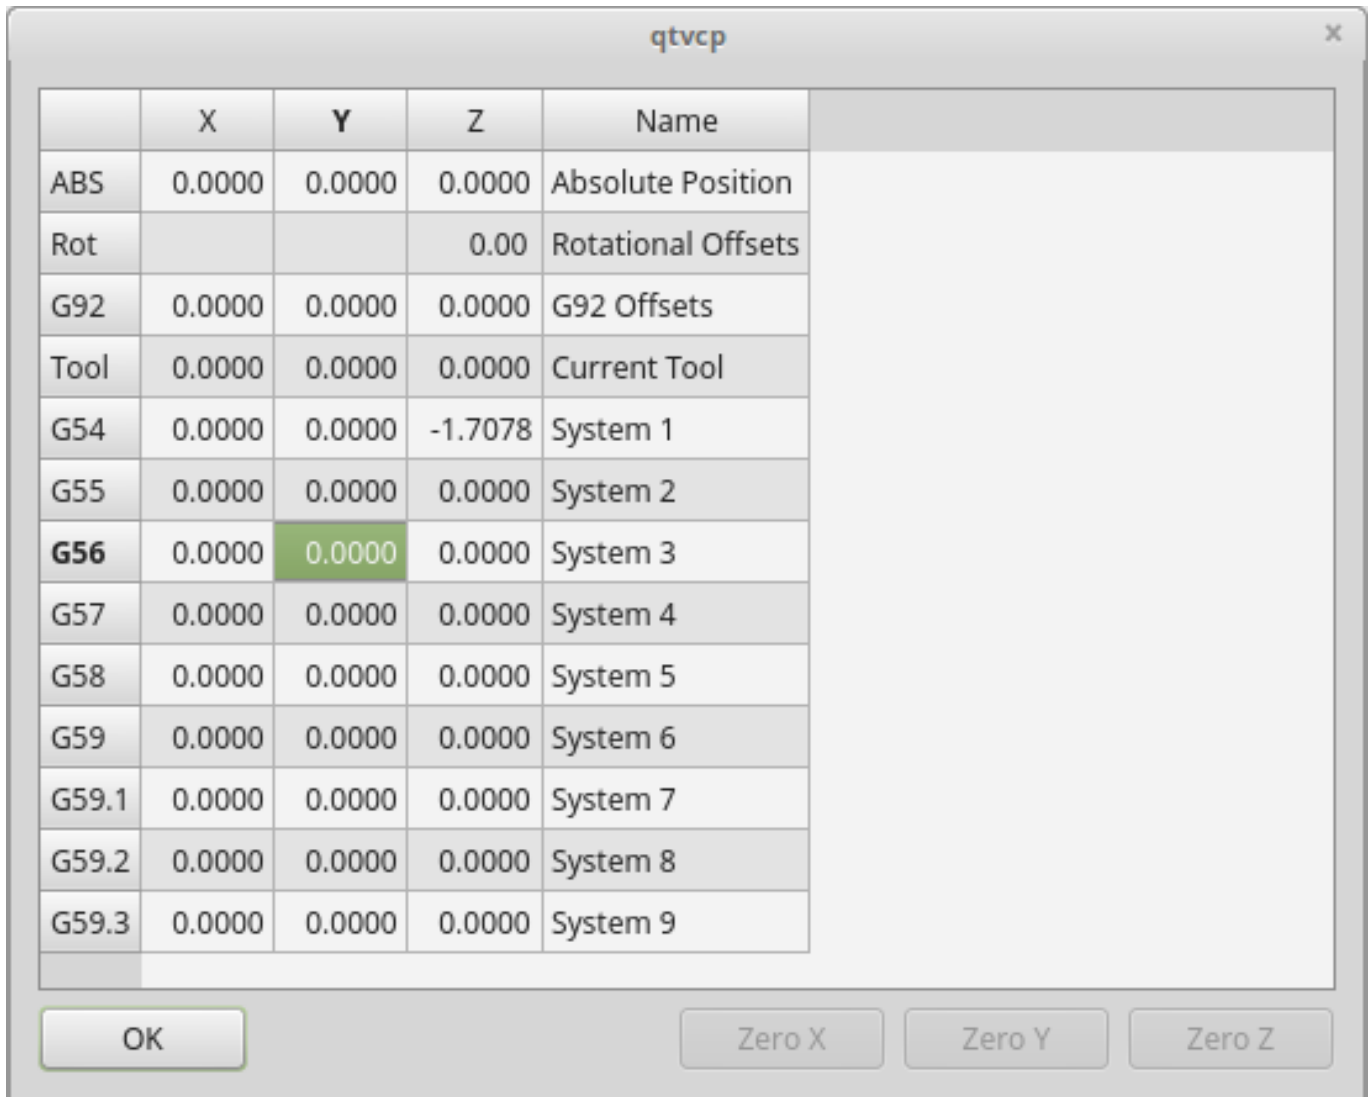 qtvcp ×
X Y Z Name
ABS 0.0000 0.0000 0.0000 Absolute Position
Rot 0.00 Rotational Offsets
G92 0.0000 0.0000 0.0000 G92 Offsets
Tool 0.0000 0.0000 0.0000 Current Tool
G54 0.0000 0.0000 -1.7078 System 1
G55 0.0000 0.0000 0.0000 System 2
G56 0.0000 0.0000 0.0000 System 3
G57 0.0000 0.0000 0.0000 System 4
G58 0.0000 0.0000 0.0000 System 5
G59 0.0000 0.0000 0.0000 System 6
G59.1 0.0000 0.0000 0.0000 System 7
G59.2 0.0000 0.0000 0.0000 System 8
G59.3 0.0000 0.0000 0.0000 System 9
OK Zero X Zero Y Zero Z